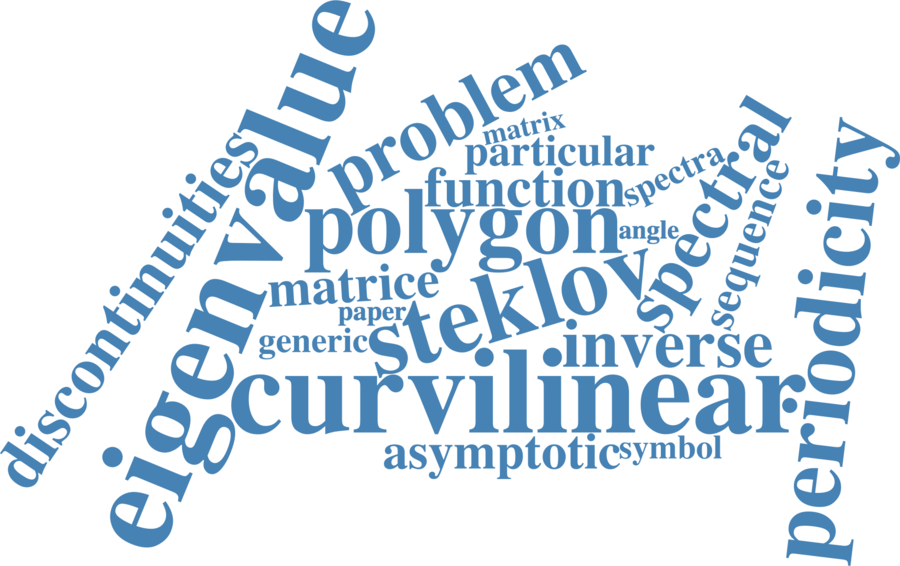 eigenvalue
problem
matrix
particular
discontinuities
function
spectra
spectral
periodicity
polygon
angle
sequence
matrice
steklov
paper
generic
inverse
curvilinear
asymptotic
symbol